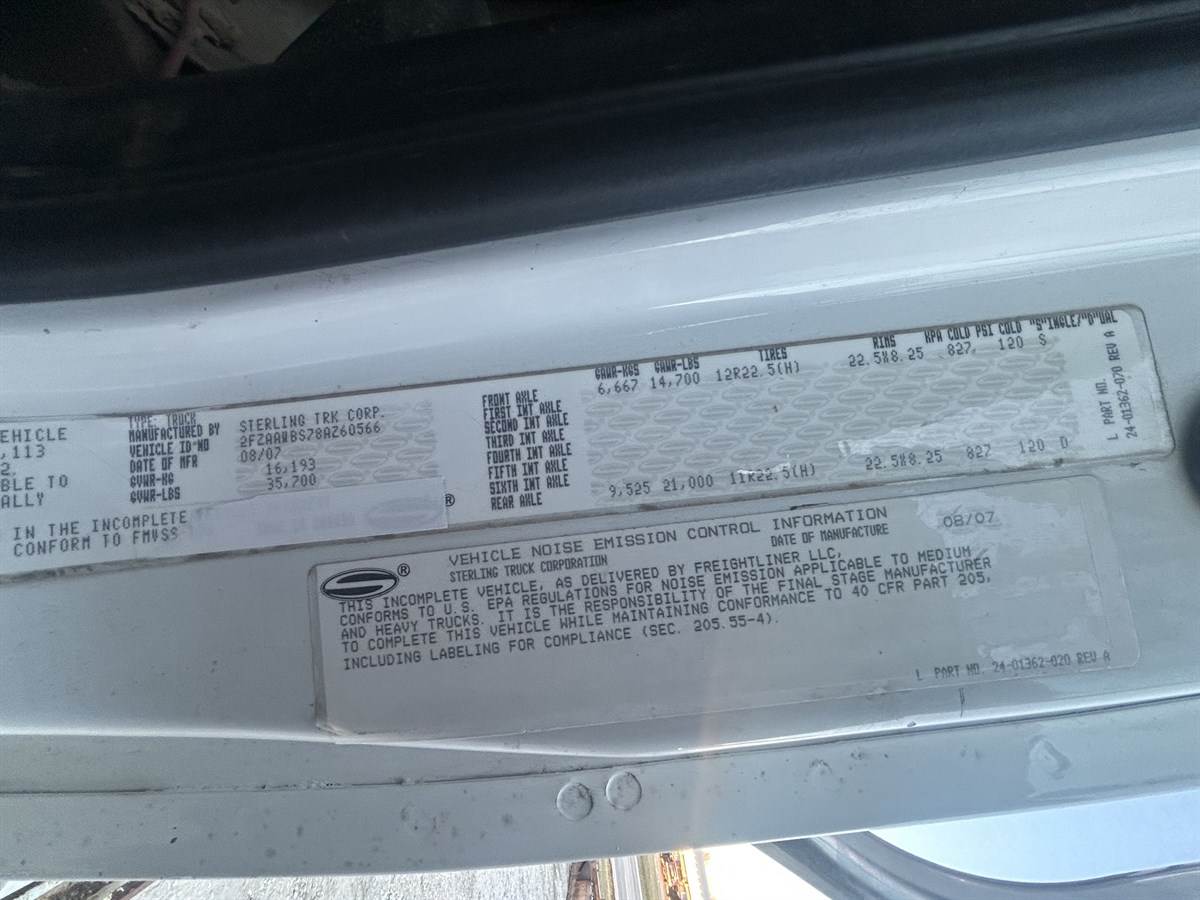 EHICLE
,113
2.
BLE TO
ALLY
IN THE INCOMPLETE
CONFORM TO FMVSS
TYPE: TRUCK
MANUFACTURED BY STERLING TRK CORP.
VEHICLE ID·NO 2FZAAWBS78AZ60566
DATE OF MFR 08/07
GVWR-KG 16,193
GVWR-LBS 35,700
®
GAWR-KGS GAWR-LBS TIRES RIMS KPA COLD PSI COLD "S"INGLE/"D"UAL
FRONT AXLE 6,667 14,700 12R22.5(H) 22.5X8.25 827 120 S
FIRST INT AXLE
SECOND INT AXLE
THIRD INT AXLE
FOURTH INT AXLE
FIFTH INT AXLE
SIXTH INT AXLE
REAR AXLE 9,525 21,000 11R22.5(H) 22.5X8.25 827 120 D
L PART NO.
24-01362-070 REV A
®
VEHICLE NOISE EMISSION CONTROL INFORMATION
STERLING TRUCK CORPORATION DATE OF MANUFACTURE 08/07
THIS INCOMPLETE VEHICLE, AS DELIVERED BY FREIGHTLINER LLC,
CONFORMS TO U.S. EPA REGULATIONS FOR NOISE EMISSION APPLICABLE TO MEDIUM
AND HEAVY TRUCKS. IT IS THE RESPONSIBILITY OF THE FINAL STAGE MANUFACTURER
TO COMPLETE THIS VEHICLE WHILE MAINTAINING CONFORMANCE TO 40 CFR PART 205,
INCLUDING LABELING FOR COMPLIANCE (SEC. 205.55-4).
L PART NO. 24-01362-020 REV A